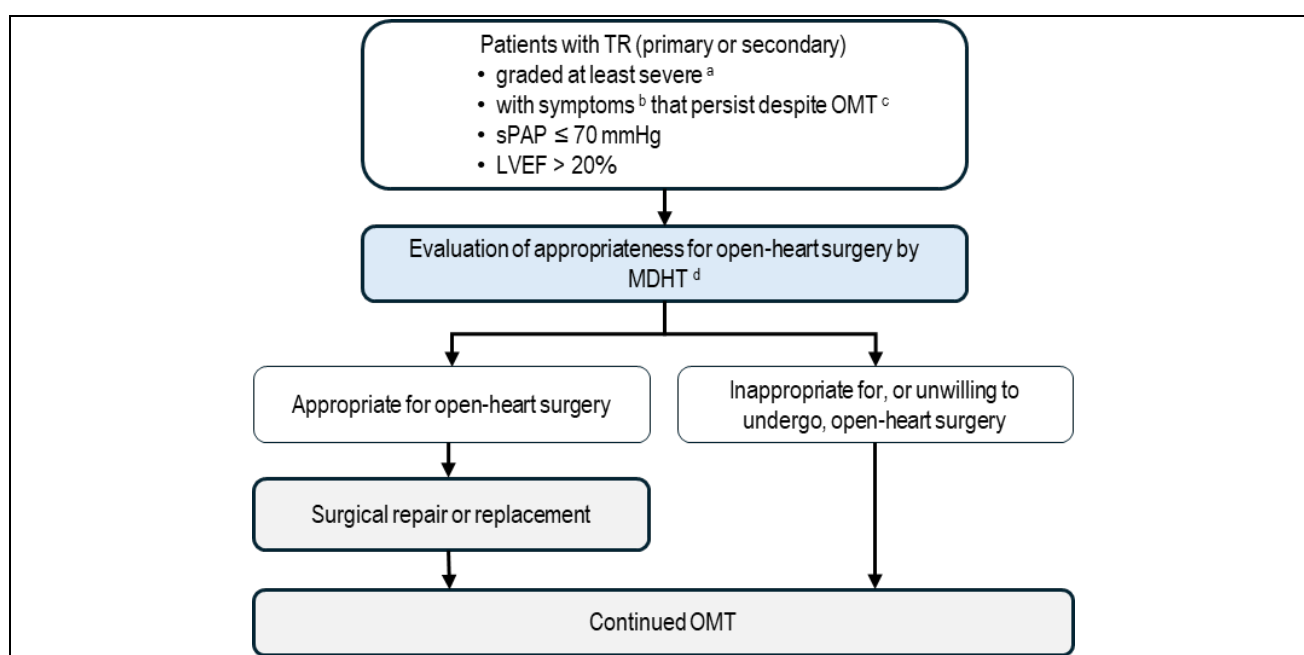 Patients with TR (primary or secondary)
• graded at least severe a
• with symptoms b that persist despite OMT c
• sPAP ≤ 70 mmHg
• LVEF > 20%
Evaluation of appropriateness for open-heart surgery by
MDHT d
Appropriate for open-heart surgery
Inappropriate for, or unwilling to
undergo, open-heart surgery
Surgical repair or replacement
Continued OMT